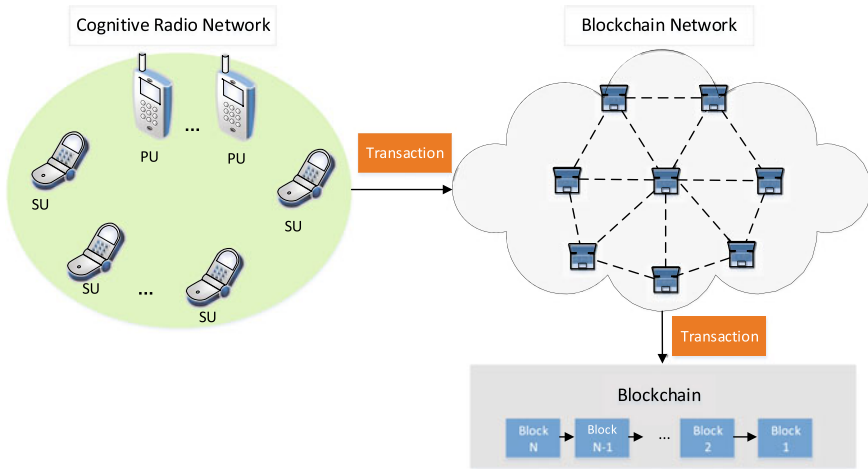 Cognitive Radio Network
Blockchain Network
...
PU
PU
SU
SU
SU
...
SU
Transaction
Transaction
Blockchain
Block
N
Block
N-1
...
Block
2
Block
1